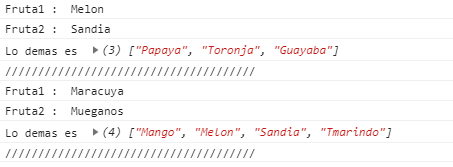 Fruta1 :  Melon
Fruta2 :  Sandia
Lo demas es  ▶(3) ["Papaya", "Toronja", "Guayaba"]
//////////////////////////////////////
Fruta1 :  Maracuya
Fruta2 :  Mueganos
Lo demas es  ▶(4) ["Mango", "Melon", "Sandia", "Tmarindo"]
//////////////////////////////////////